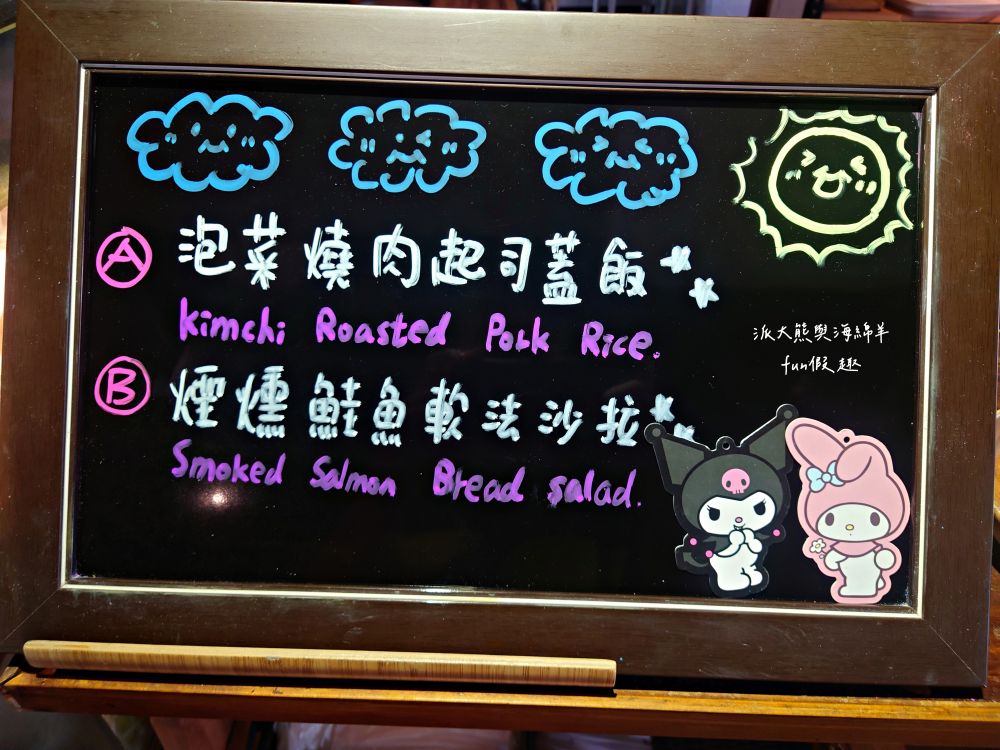 A 泡菜燒肉起司蓋飯
Kimchi Roasted Pork Rice.
B 煙燻鮭魚軟法沙拉
Smoked Salmon Bread salad.
派大熊與海綿羊
fun假趣